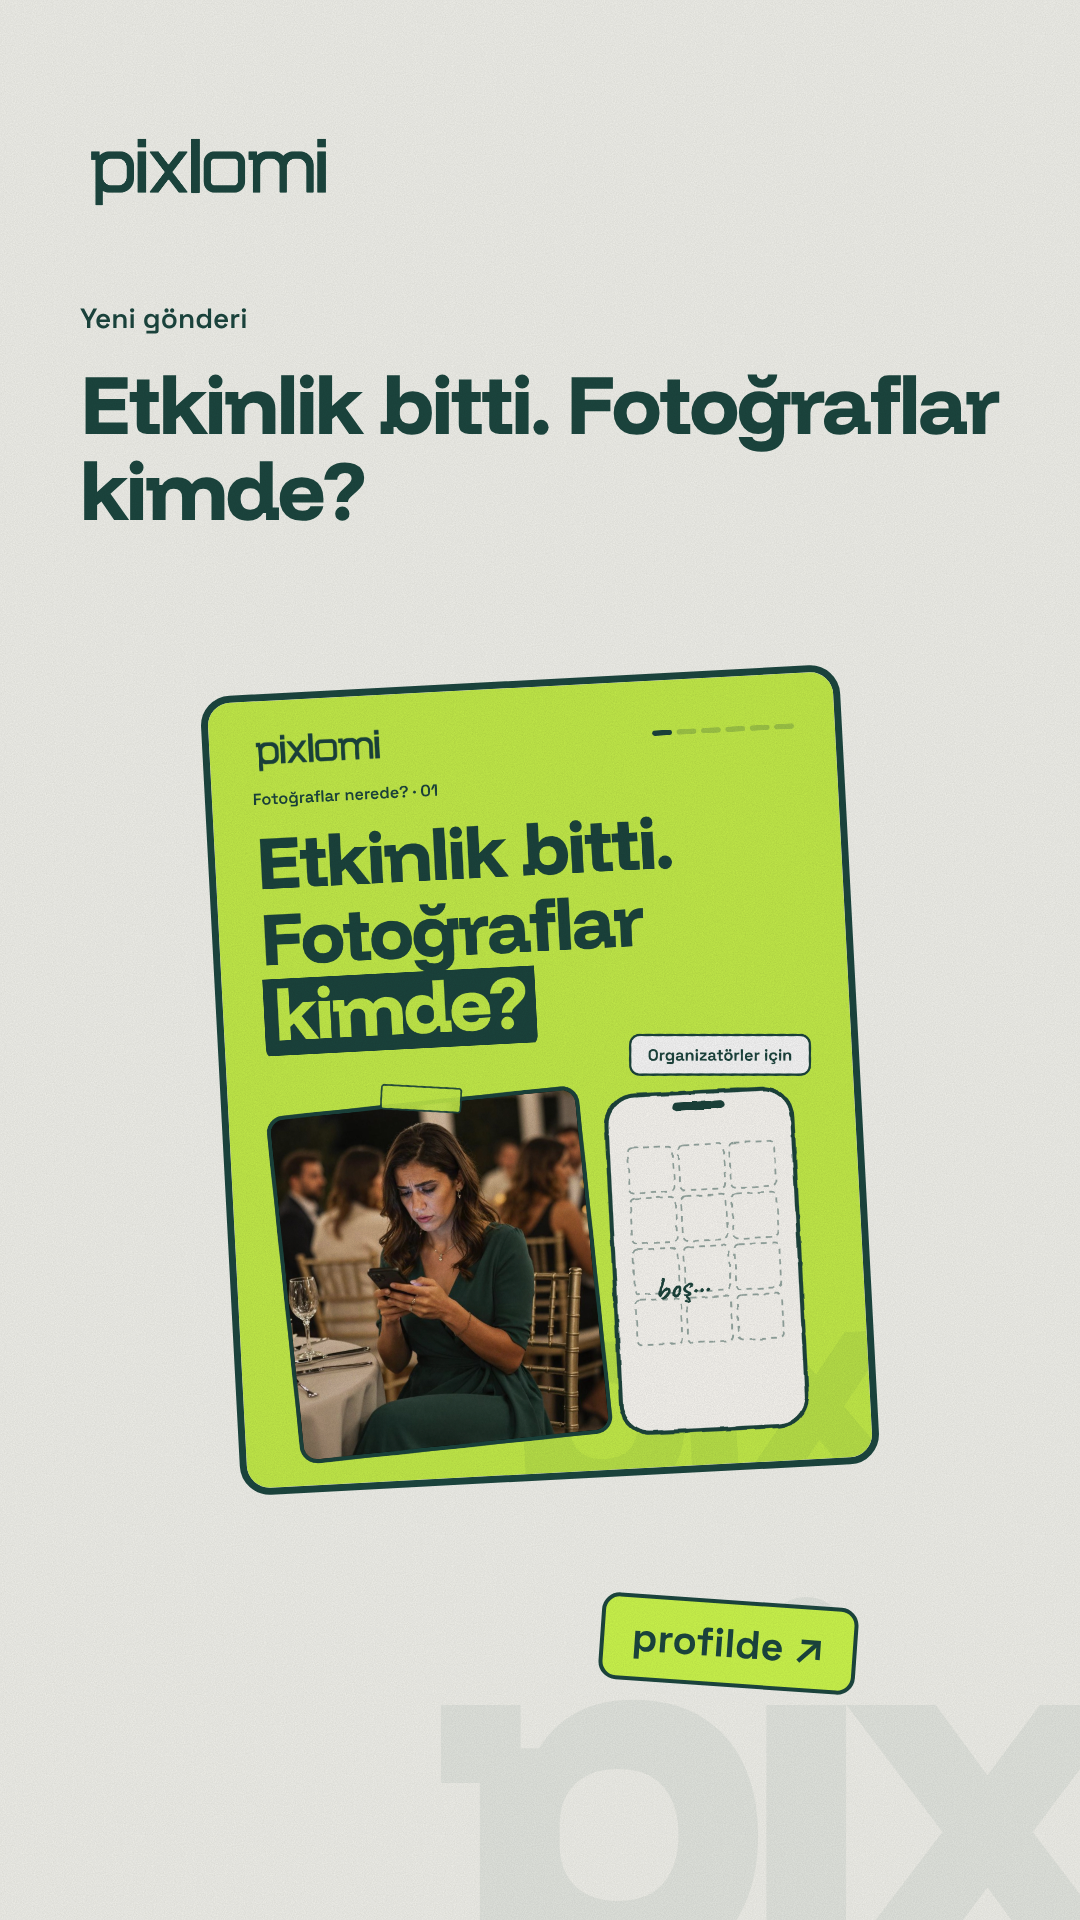 pixlomi
Yeni gönderi
Etkinlik bitti. Fotoğraflar
kimde?
pixlomi
Fotoğraflar nerede? · 01
Etkinlik bitti.
Fotoğraflar
kimde?
Organizatörler için
boş...
pix
profilde ↗
pix